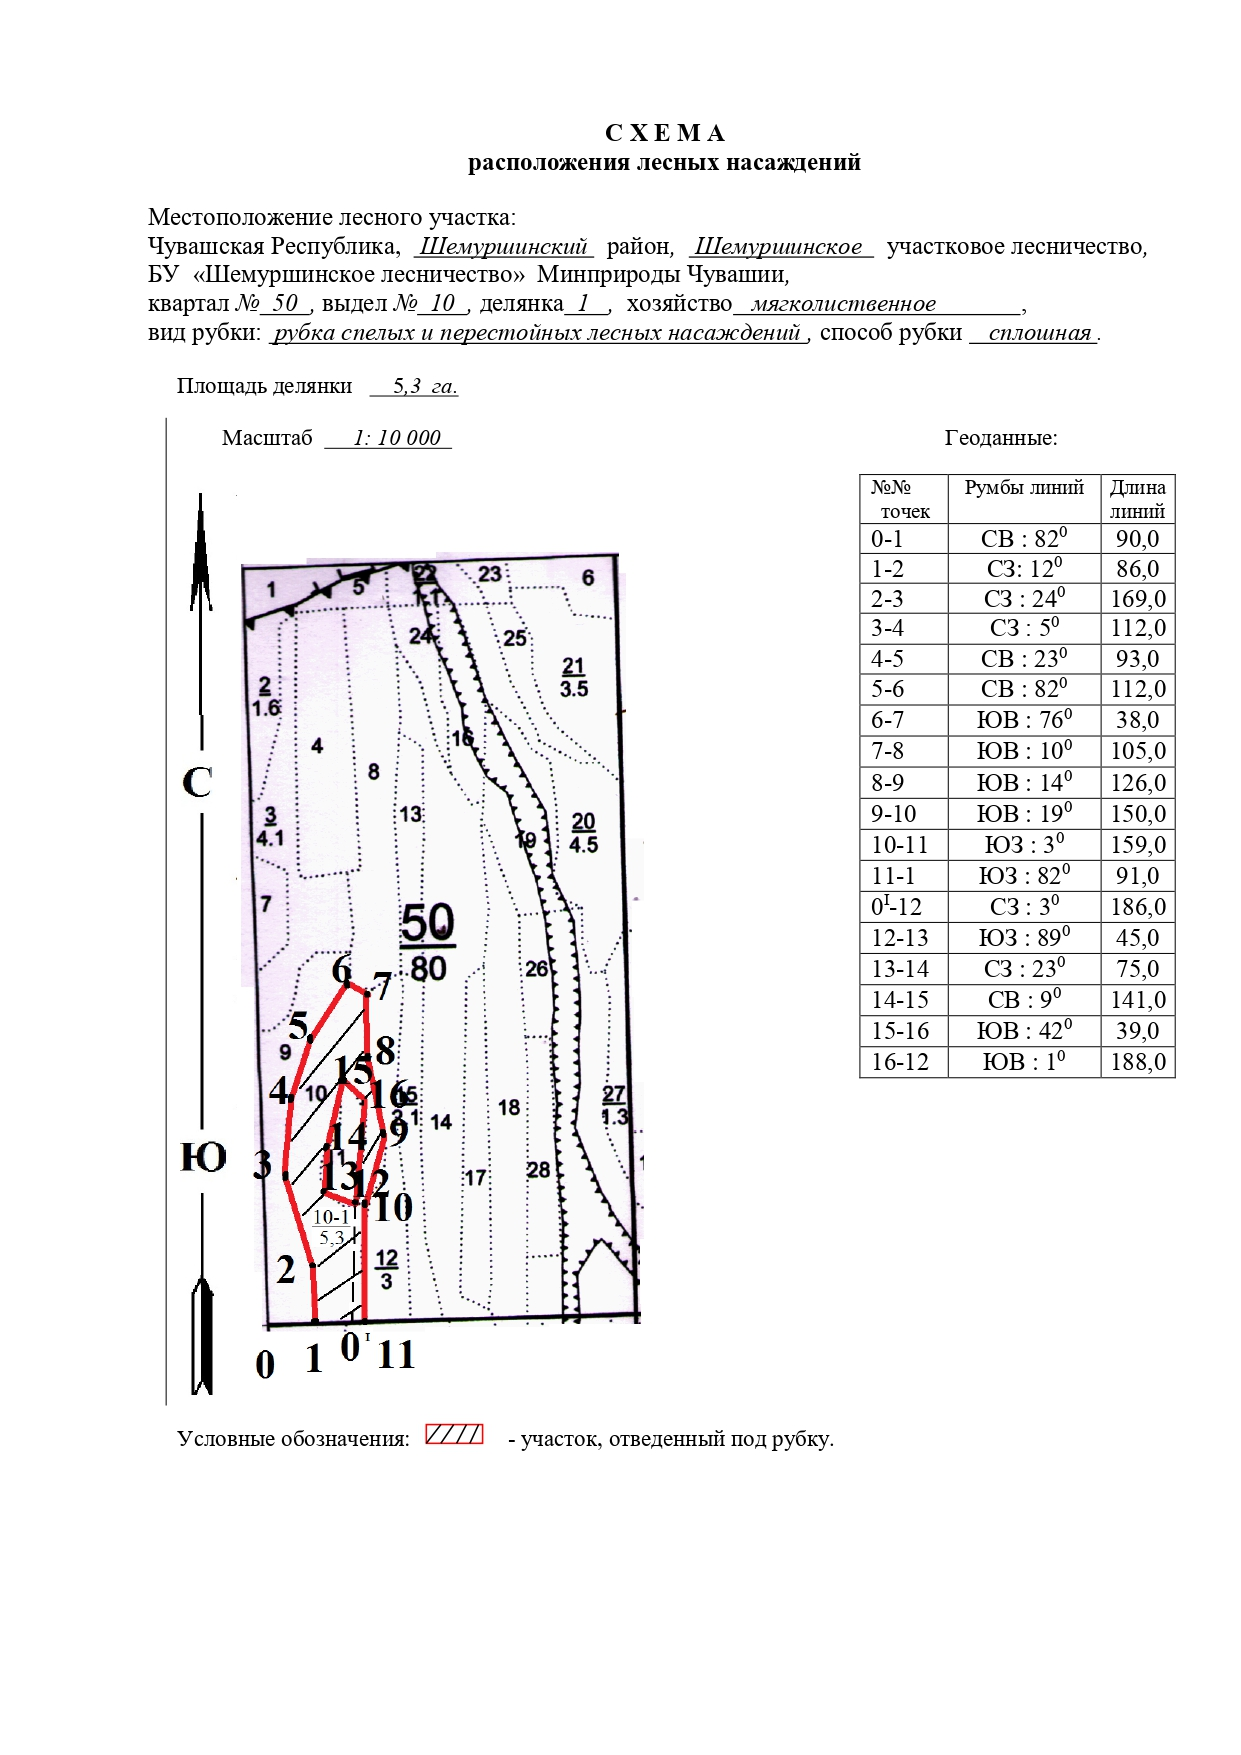 С Х Е М А
расположения лесных насаждений
Местоположение лесного участка:
Чувашская Республика, Шемуршинский район, Шемуршинское участковое лесничество,
БУ «Шемуршинское лесничество» Минприроды Чувашии,
квартал № 50 , выдел № 10 , делянка 1 , хозяйство мягколиственное ,
вид рубки: рубка спелых и перестойных лесных насаждений , способ рубки сплошная .
Площадь делянки 5,3 га.
Масштаб 1: 10 000
Геоданные:
№№ точек Румбы линий Длина линий
0-1 СВ : 82⁰ 90,0
1-2 СЗ: 12⁰ 86,0
2-3 СЗ : 24⁰ 169,0
3-4 СЗ : 5⁰ 112,0
4-5 СВ : 23⁰ 93,0
5-6 СВ : 82⁰ 112,0
6-7 ЮВ : 76⁰ 38,0
7-8 ЮВ : 10⁰ 105,0
8-9 ЮВ : 14⁰ 126,0
9-10 ЮВ : 19⁰ 150,0
10-11 ЮЗ : 3⁰ 159,0
11-1 ЮЗ : 82⁰ 91,0
0ᴵ-12 СЗ : 3⁰ 186,0
12-13 ЮЗ : 89⁰ 45,0
13-14 СЗ : 23⁰ 75,0
14-15 СВ : 9⁰ 141,0
15-16 ЮВ : 42⁰ 39,0
16-12 ЮВ : 1⁰ 188,0
С
Ю
1
5
22
23
6
24
25
21
3.5
2
1.6
4
8
16
13
3
4.1
19
20
4.5
7
50
80
26
6
7
5
9
8
15
4
10
16
14
18
27
1.3
14
9
3
13
12
17
28
10
10-1
5,3
2
12
3
0
1
0 ᴵ
11
Условные обозначения: - участок, отведенный под рубку.